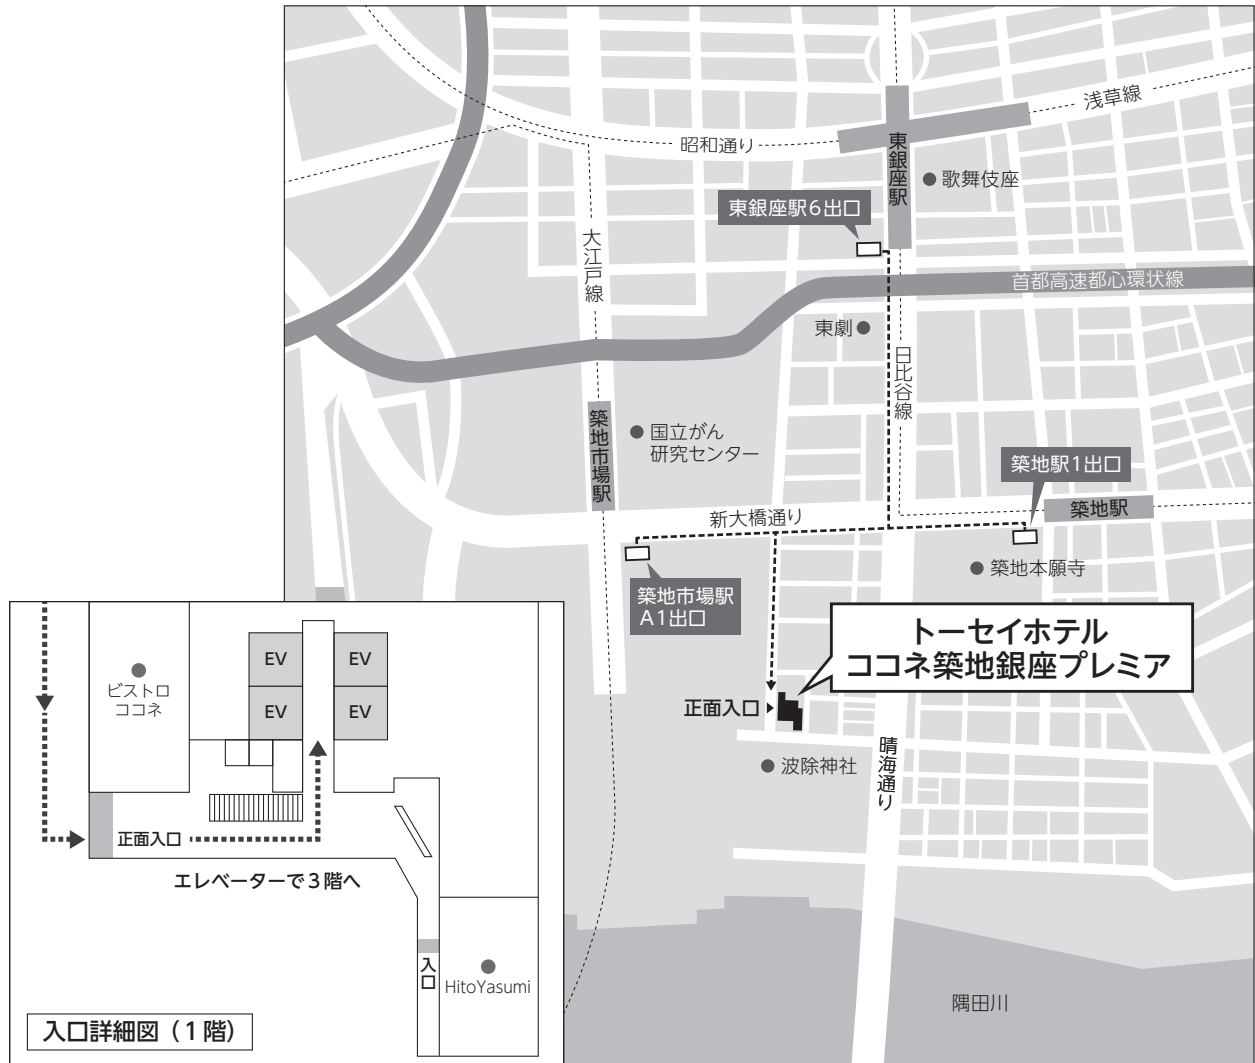 浅草線
昭和通り
東銀座駅
歌舞伎座
東銀座駅6出口
大江戸線
首都高速都心環状線
東劇
日比谷線
築地市場駅
国立がん
研究センター
築地駅1出口
築地駅
新大橋通り
築地本願寺
築地市場駅
A1出口
トーセイホテル
ココネ築地銀座プレミア
正面入口
晴海通り
波除神社
隅田川
EV
EV
ビストロ
ココネ
EV
EV
正面入口
エレベーターで3階へ
入口
HitoYasumi
入口詳細図(1階)